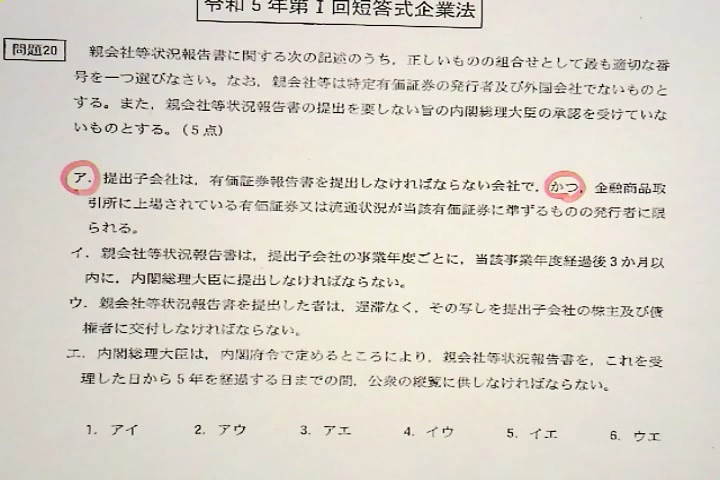 令和5年第Ⅰ回短答式企業法
問題20
親会社等状況報告書に関する次の記述のうち，正しいものの組合せとして最も適切な番
号を一つ選びなさい。なお，親会社等は特定有価証券の発行者及び外国会社でないものと
する。また，親会社等状況報告書の提出を要しない旨の内閣総理大臣の承認を受けていな
いものとする。（5点）
ア．提出子会社は，有価証券報告書を提出しなければならない会社で，かつ，金融商品取
引所に上場されている有価証券又は流通状況が当該有価証券に準ずるものの発行者に限
られる。
イ．親会社等状況報告書は，提出子会社の事業年度ごとに，当該事業年度経過後3か月以
内に，内閣総理大臣に提出しなければならない。
ウ．親会社等状況報告書を提出した者は，遅滞なく，その写しを提出子会社の株主及び債
権者に交付しなければならない。
エ．内閣総理大臣は，内閣府令で定めるところにより，親会社等状況報告書を，これを受
理した日から5年を経過する日までの間，公衆の縦覧に供しなければならない。
1．アイ 2．アウ 3．アエ 4．イウ 5．イエ 6．ウエ